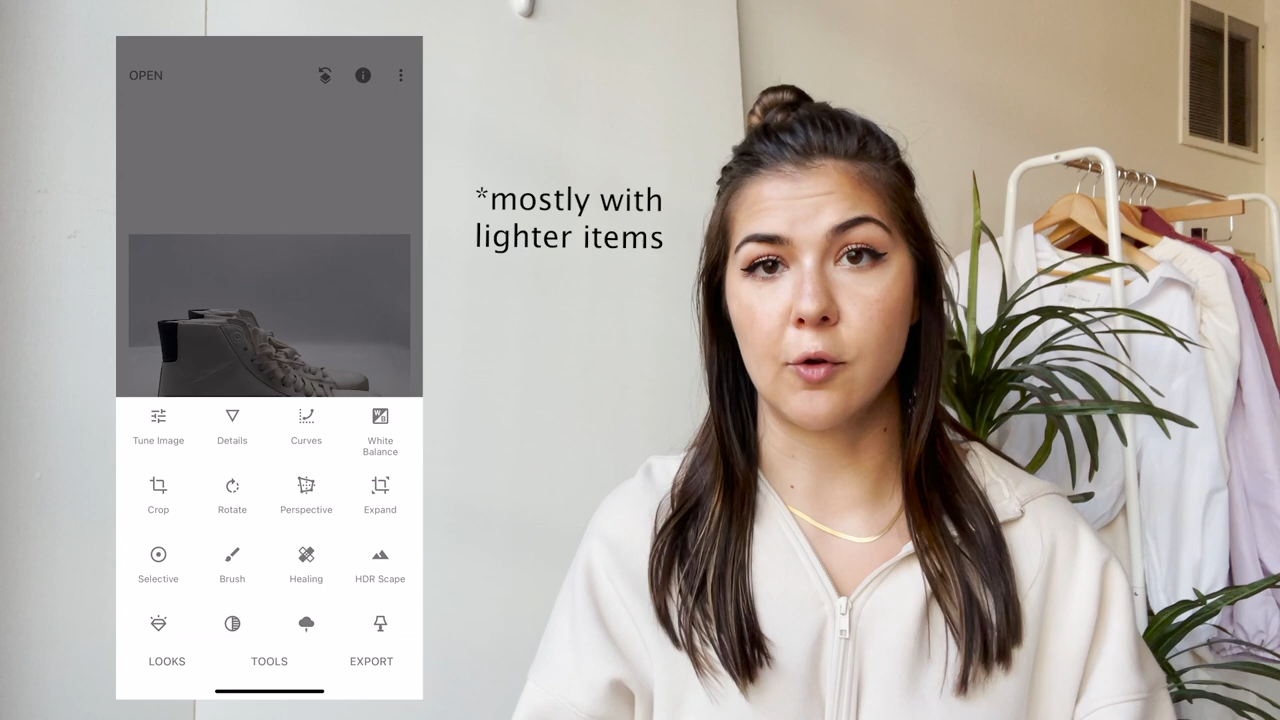 OPEN
*mostly with
lighter items
Tune Image
Details
Curves
White
Balance
Crop
Rotate
Perspective
Expand
Selective
Brush
Healing
HDR Scape
LOOKS
TOOLS
EXPORT